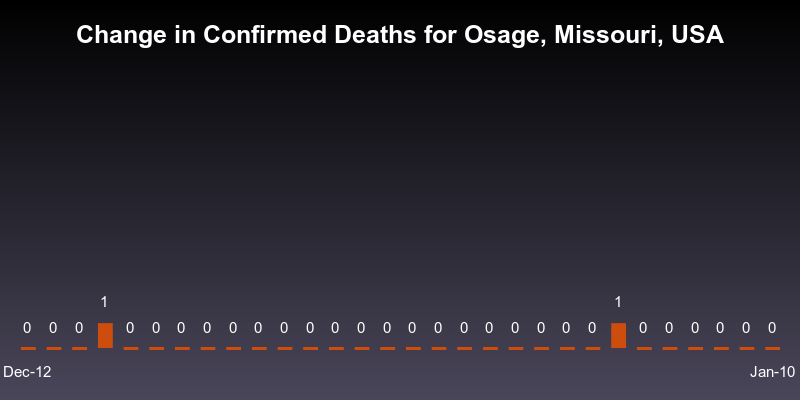 Change in Confirmed Deaths for Osage, Missouri, USA
1 1
0 0 0 0 0 0 0 0 0 0 0 0 0 0 0 0 0 0 0 0 0 0 0 0 0 0 0 0
Dec-12 Jan-10